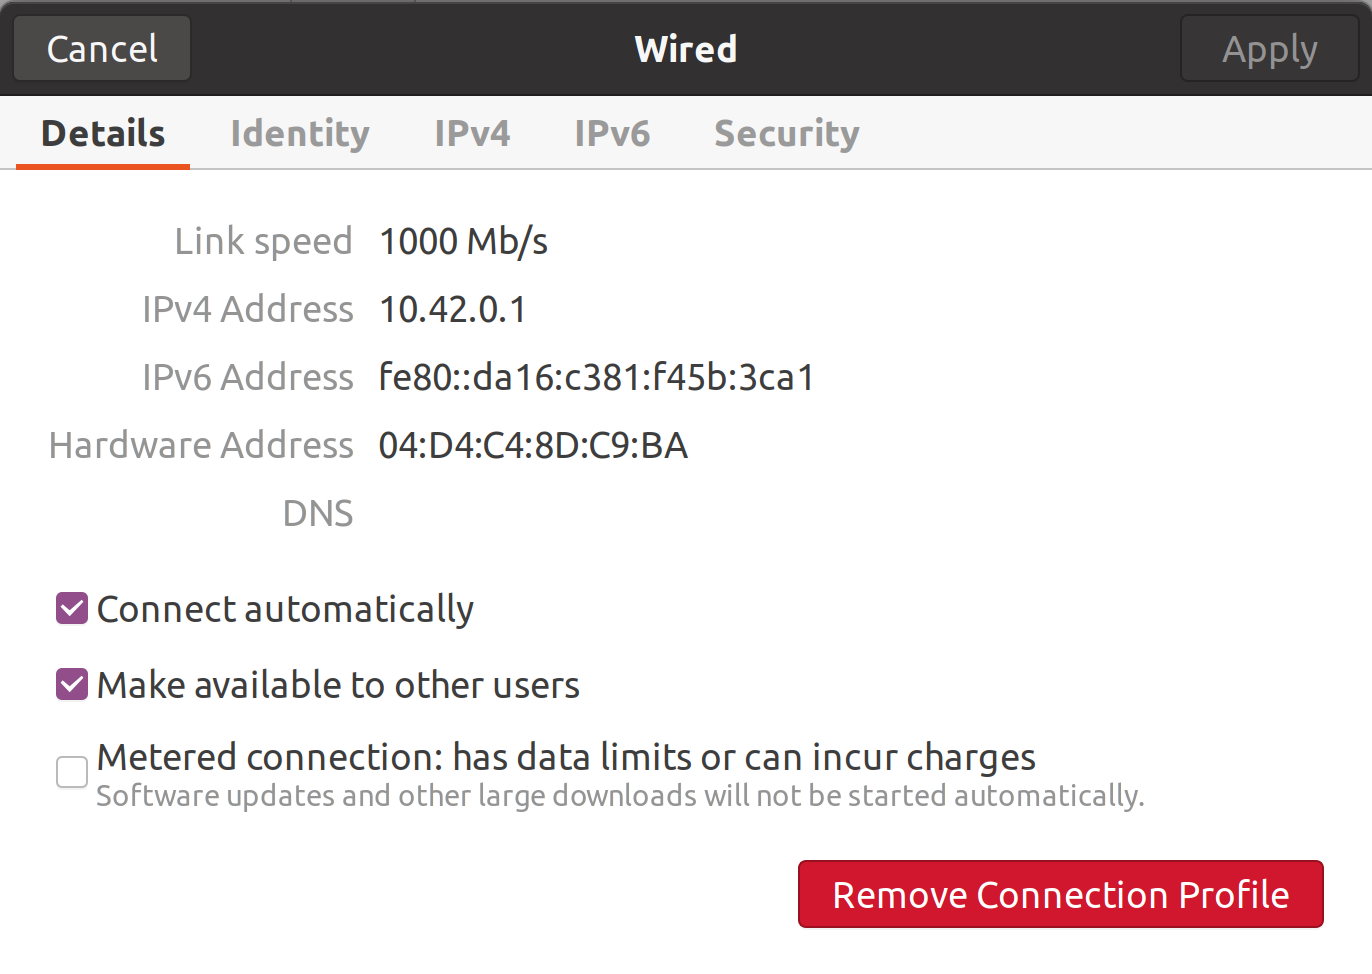 Cancel Wired Apply
Details Identity IPv4 IPv6 Security
Link speed 1000 Mb/s
IPv4 Address 10.42.0.1
IPv6 Address fe80::da16:c381:f45b:3ca1
Hardware Address 04:D4:C4:8D:C9:BA
DNS
Connect automatically
Make available to other users
Metered connection: has data limits or can incur charges
Software updates and other large downloads will not be started automatically.
Remove Connection Profile